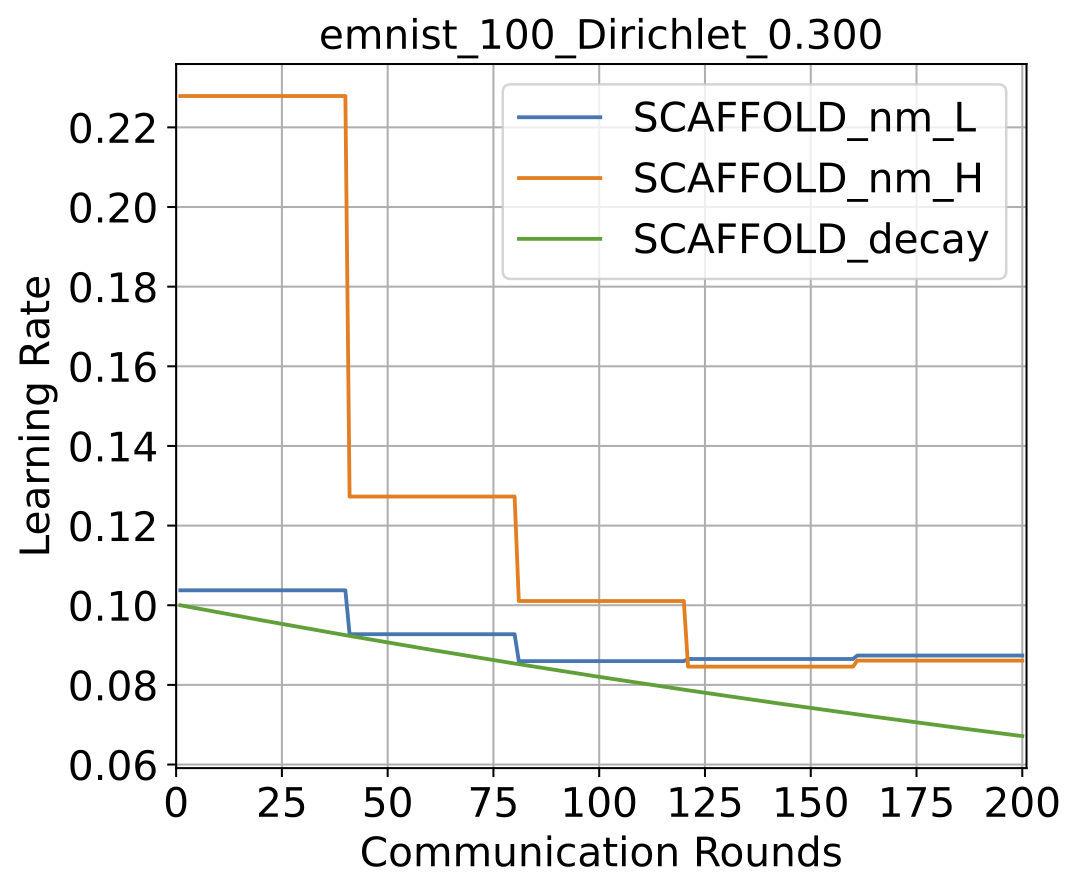 emnist_100_Dirichlet_0.300
SCAFFOLD_nm_L
SCAFFOLD_nm_H
SCAFFOLD_decay
Learning Rate
0.22
0.20
0.18
0.16
0.14
0.12
0.10
0.08
0.06
0 25 50 75 100 125 150 175 200
Communication Rounds